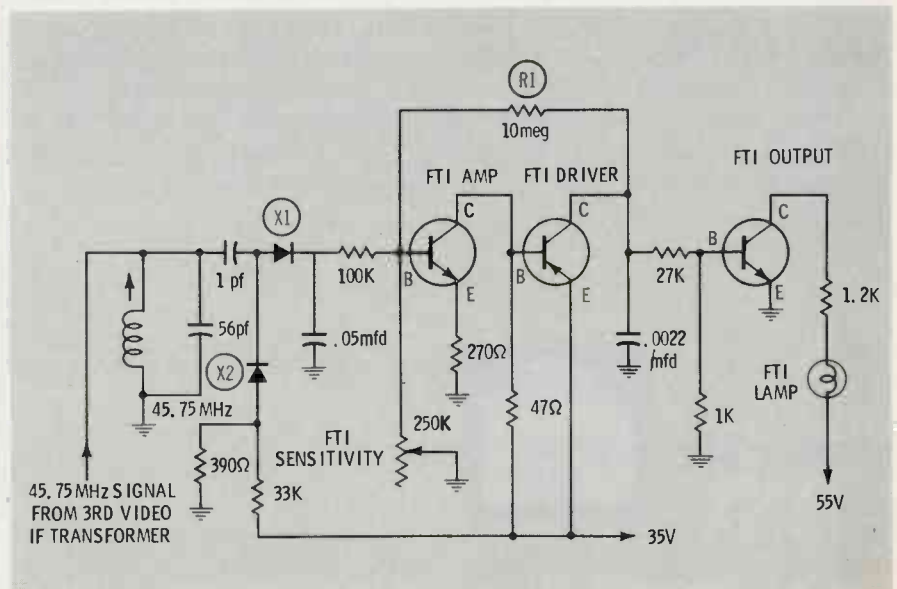 R1
10meg
FTI OUTPUT
FTI AMP
FTI DRIVER
C
C
C
X1
B
B
B
1 pf
100K
27K
E
E
E
1.2K
56pf
.05mfd
270Ω
.0022
mfd
X2
47Ω
FTI
LAMP
45.75MHz
FTI
SENSITIVITY
250K
1K
390Ω
33K
45.75MHz SIGNAL
FROM 3RD VIDEO
IF TRANSFORMER
35V
55V